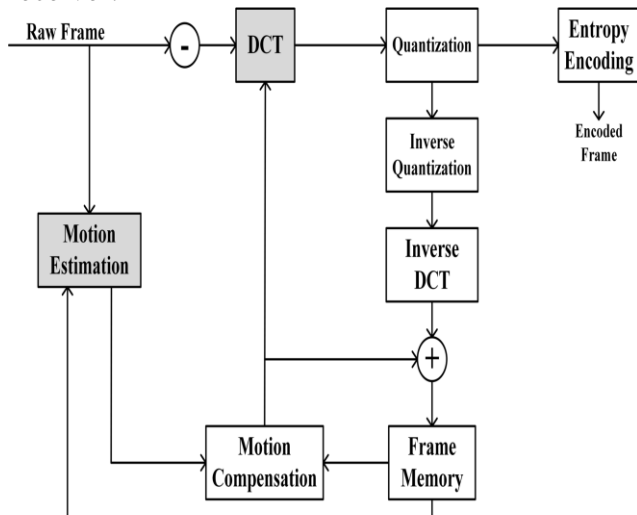 Raw Frame
-
DCT
Quantization
Entropy
Encoding
Encoded
Frame
Inverse
Quantization
Motion
Estimation
Inverse
DCT
+
Motion
Compensation
Frame
Memory